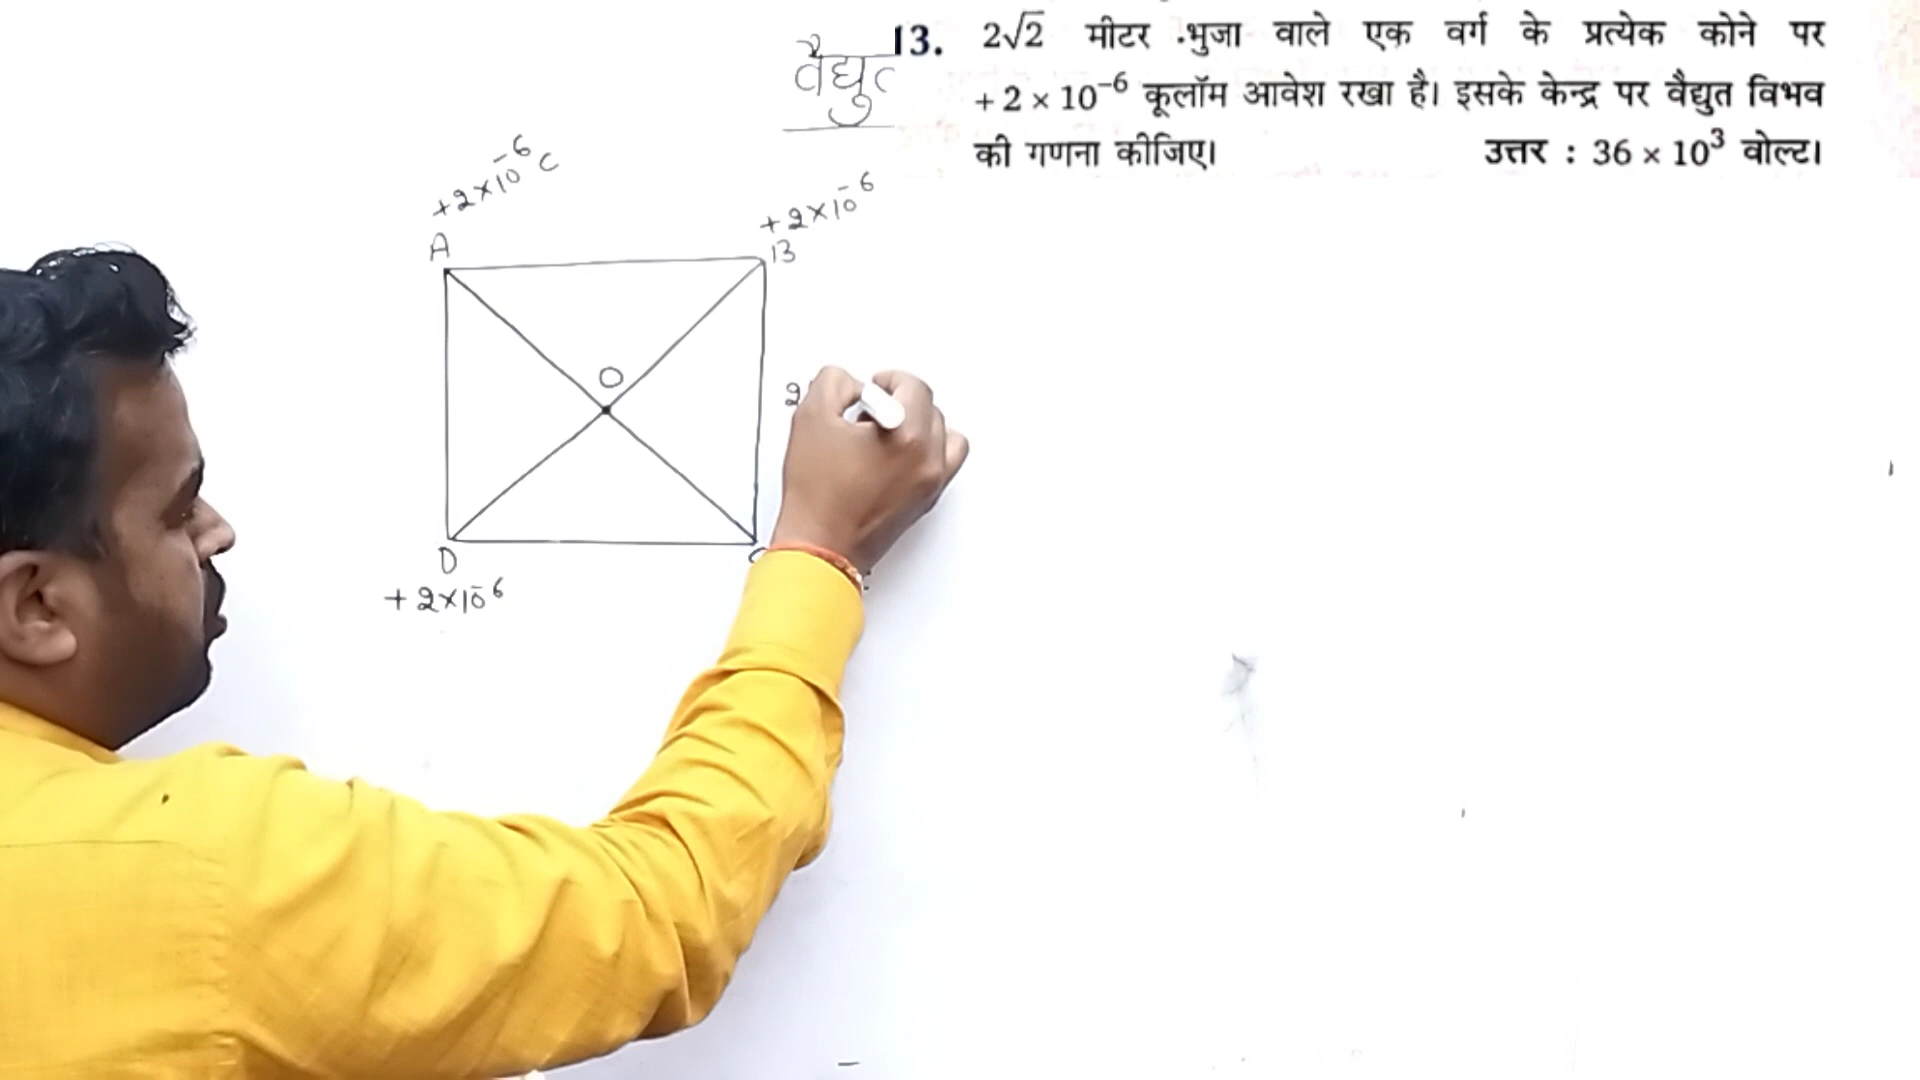 13. 2√2 मीटर भुजा वाले एक वर्ग के प्रत्येक कोने पर
+ 2 × 10⁻⁶ कूलॉम आवेश रखा है। इसके केन्द्र पर वैद्युत विभव
की गणना कीजिए। उत्तर : 36 × 10³ वोल्ट।
वैद्युत
+2×10⁻⁶ C
+2×10⁻⁶
A
B
O
2
D
C
+2×10⁻⁶